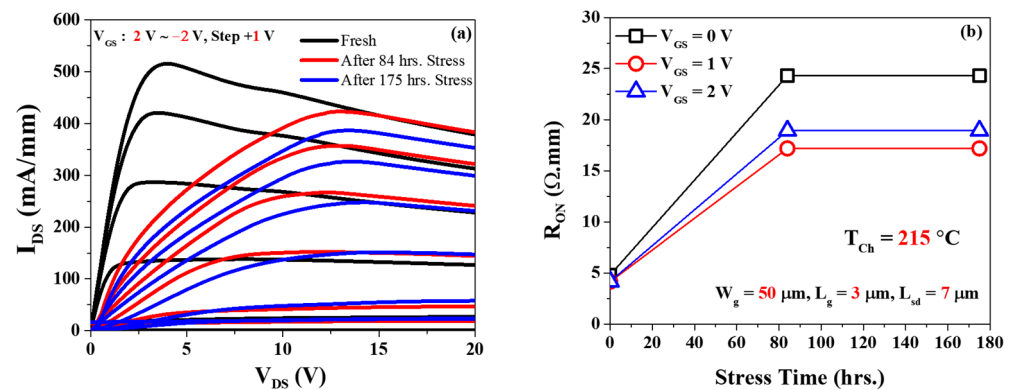 (a)
V_GS : 2 V ~ −2 V, Step +1 V
Fresh
After 84 hrs. Stress
After 175 hrs. Stress
600
500
400
300
200
100
0
I_DS (mA/mm)
0 5 10 15 20
V_DS (V)
(b)
V_GS = 0 V
V_GS = 1 V
V_GS = 2 V
30
25
20
15
10
5
0
R_ON (Ω.mm)
T_Ch = 215 °C
W_g = 50 μm, L_g = 3 μm, L_sd = 7 μm
0 20 40 60 80 100 120 140 160 180
Stress Time (hrs.)